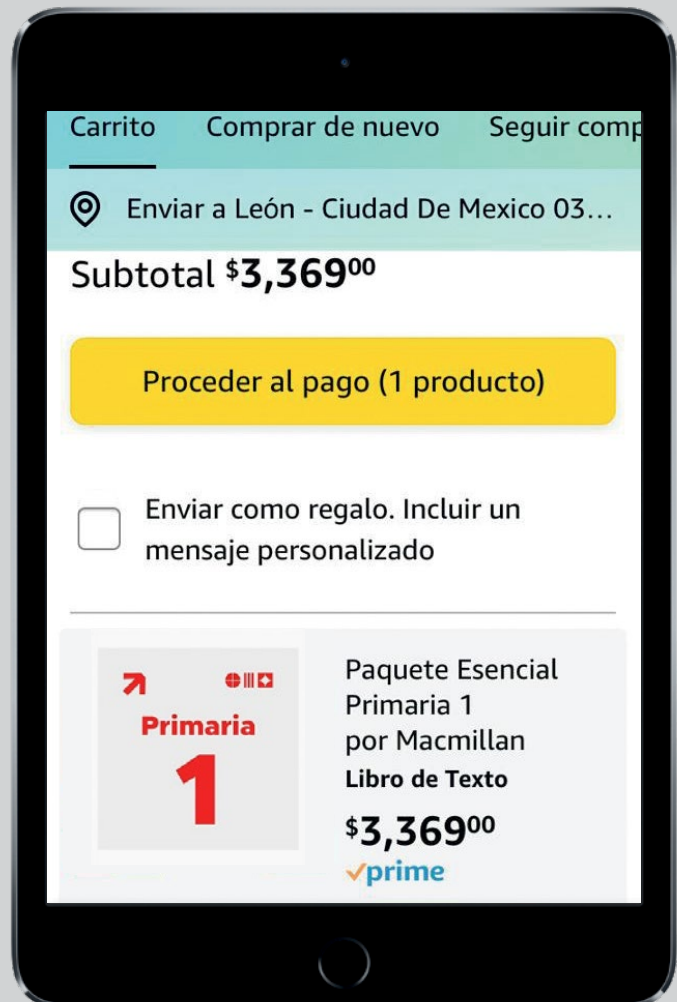 Carrito Comprar de nuevo Seguir comp
Enviar a León - Ciudad De Mexico 03...
Subtotal $3,369⁰⁰
Proceder al pago (1 producto)
Enviar como regalo. Incluir un
mensaje personalizado
Primaria
1
Paquete Esencial
Primaria 1
por Macmillan
Libro de Texto
$3,369⁰⁰
prime